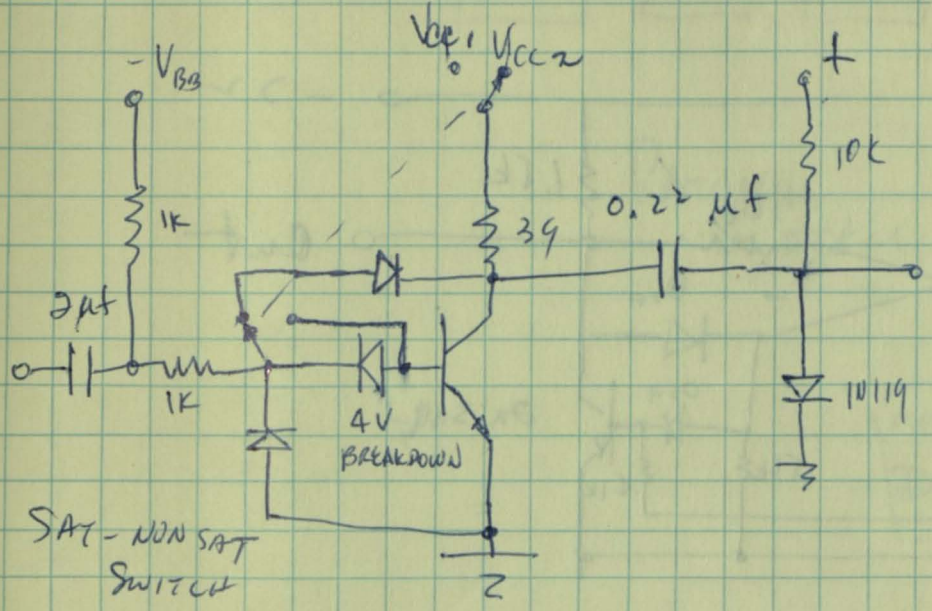 -VBB
VCC1 VCC2
+
1K
39
0.22 μf
10K
2μf
1K
4V
BREAKDOWN
1N119
SAT-NON SAT
SWITCH